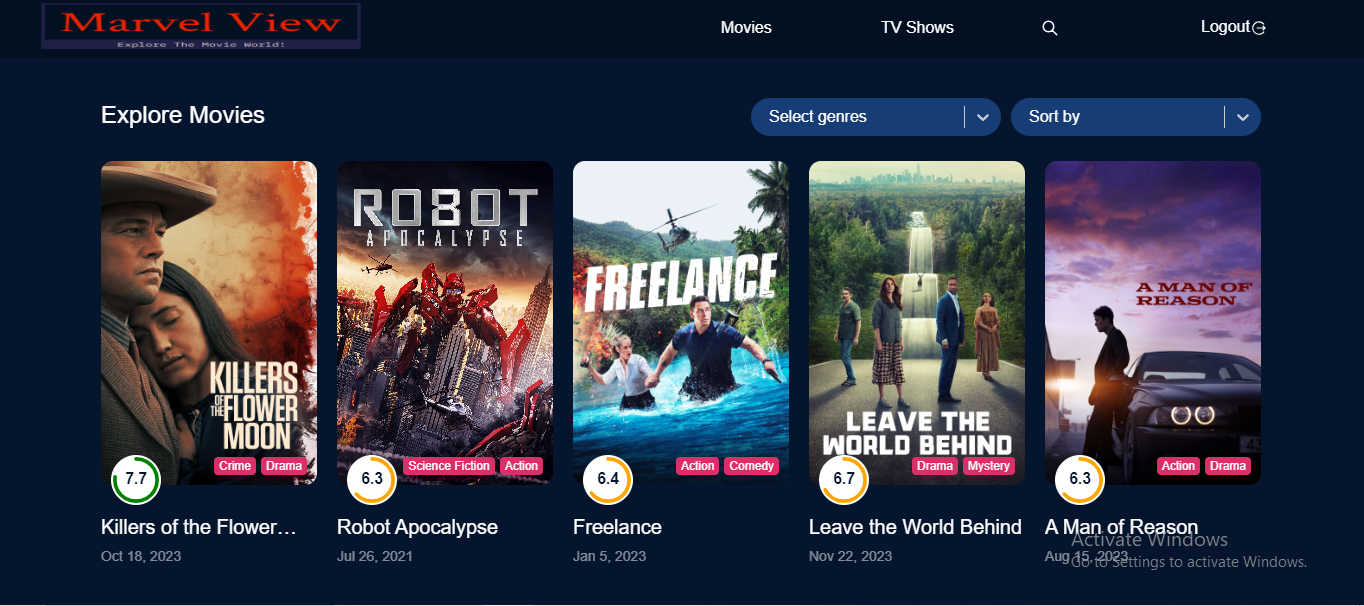 Marvel View
Explore The Movie World!
Movies
TV Shows
Logout
Explore Movies
Select genres
Sort by
KILLERS
OF THE FLOWER
MOON
Crime
Drama
7.7
Killers of the Flower…
Oct 18, 2023
ROBOT
APOCALYPSE
Science Fiction
Action
6.3
Robot Apocalypse
Jul 26, 2021
FREELANCE
Action
Comedy
6.4
Freelance
Jan 5, 2023
LEAVE THE
WORLD BEHIND
Drama
Mystery
6.7
Leave the World Behind
Nov 22, 2023
A MAN OF
REASON
Action
Drama
6.3
A Man of Reason
Aug 15, 2023
Activate Windows
Go to Settings to activate Windows.